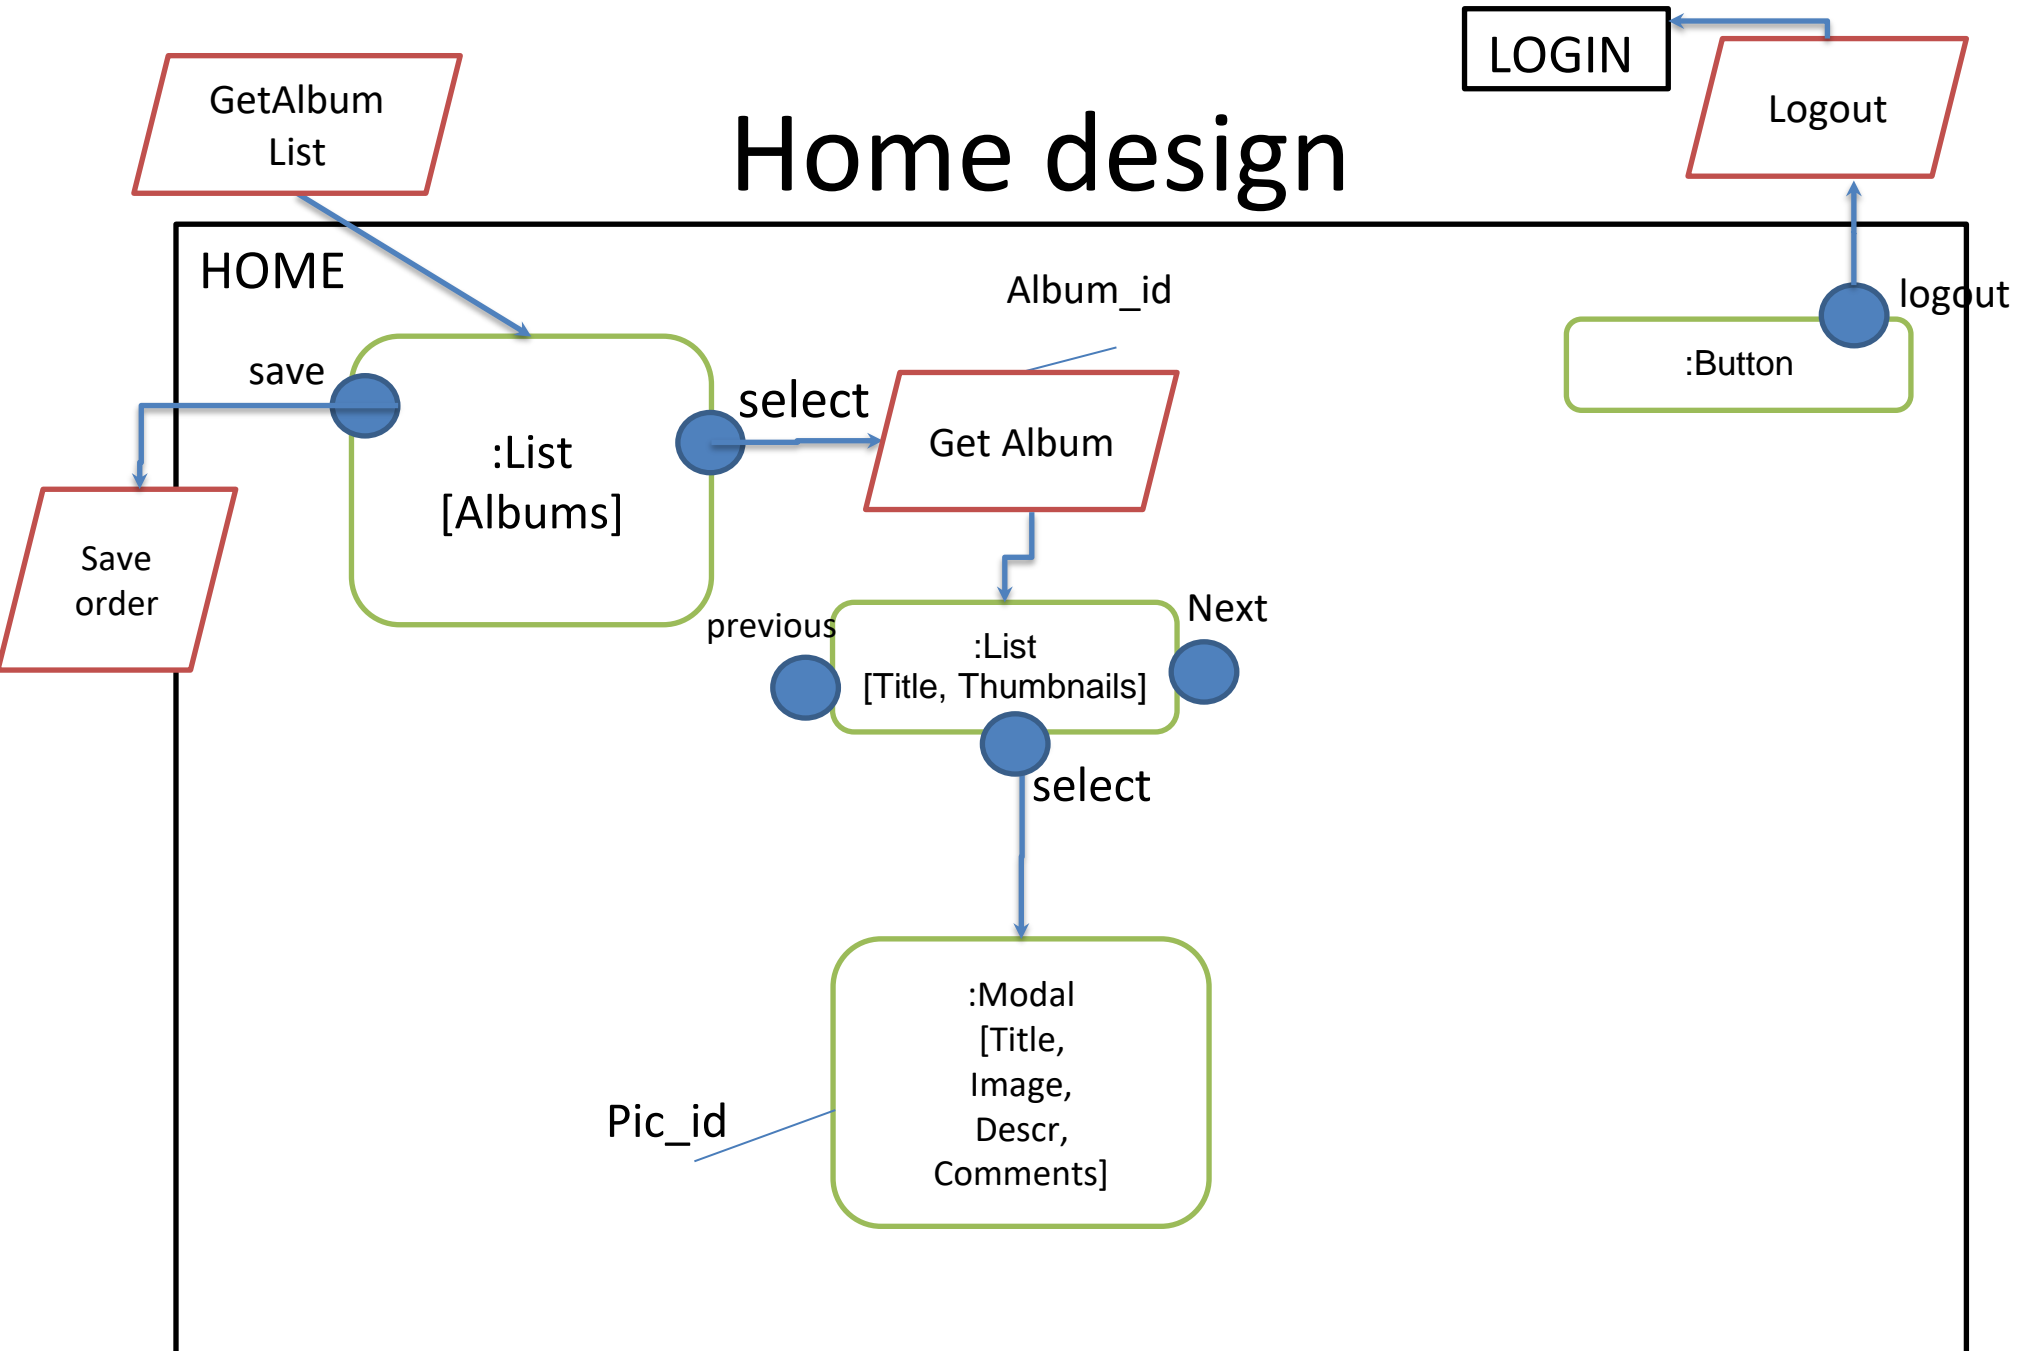 LOGIN
GetAlbum
List
Logout
Home design
HOME
Album_id
logout
save
:Button
select
Get Album
:List
[Albums]
Save
order
previous
Next
:List
[Title, Thumbnails]
select
:Modal
[Title,
Image,
Descr,
Comments]
Pic_id